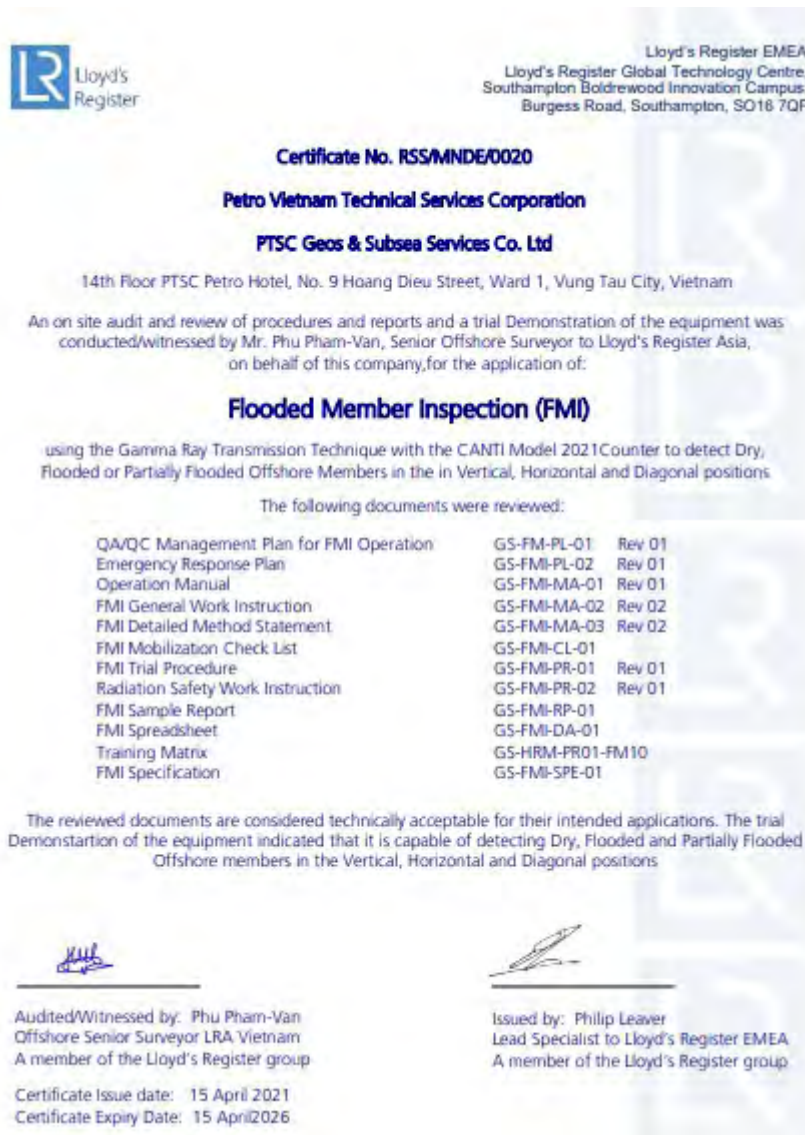 Lloyd's
Register
Lloyd's Register EMEA
Lloyd's Register Global Technology Centre
Southampton Boldrewood Innovation Campus
Burgess Road, Southampton, SO16 7QF
Certificate No. RSS/MNDE/0020
Petro Vietnam Technical Services Corporation
PTSC Geos & Subsea Services Co. Ltd
14th Floor PTSC Petro Hotel, No. 9 Hoang Dieu Street, Ward 1, Vung Tau City, Vietnam
An on site audit and review of procedures and reports and a trial Demonstration of the equipment was
conducted/witnessed by Mr. Phu Pham-Van, Senior Offshore Surveyor to Lloyd's Register Asia,
on behalf of this company,for the application of:
Flooded Member Inspection (FMI)
using the Gamma Ray Transmission Technique with the CANTI Model 2021Counter to detect Dry,
Flooded or Partially Flooded Offshore Members in the in Vertical, Horizontal and Diagonal positions
The following documents were reviewed:
QA/QC Management Plan for FMI Operation GS-FM-PL-01 Rev 01
Emergency Response Plan GS-FMI-PL-02 Rev 01
Operation Manual GS-FMI-MA-01 Rev 01
FMI General Work Instruction GS-FMI-MA-02 Rev 02
FMI Detailed Method Statement GS-FMI-MA-03 Rev 02
FMI Mobilization Check List GS-FMI-CL-01
FMI Trial Procedure GS-FMI-PR-01 Rev 01
Radiation Safety Work Instruction GS-FMI-PR-02 Rev 01
FMI Sample Report GS-FMI-RP-01
FMI Spreadsheet GS-FMI-DA-01
Training Matrix GS-HRM-PR01-FM10
FMI Specification GS-FMI-SPE-01
The reviewed documents are considered technically acceptable for their intended applications. The trial
Demonstartion of the equipment indicated that it is capable of detecting Dry, Flooded and Partially Flooded
Offshore members in the Vertical, Horizontal and Diagonal positions
Audited/Witnessed by: Phu Pham-Van
Offshore Senior Surveyor LRA Vietnam
A member of the Lloyd's Register group
Issued by: Philip Leaver
Lead Specialist to Lloyd's Register EMEA
A member of the Lloyd's Register group
Certificate Issue date: 15 April 2021
Certificate Expiry Date: 15 April2026